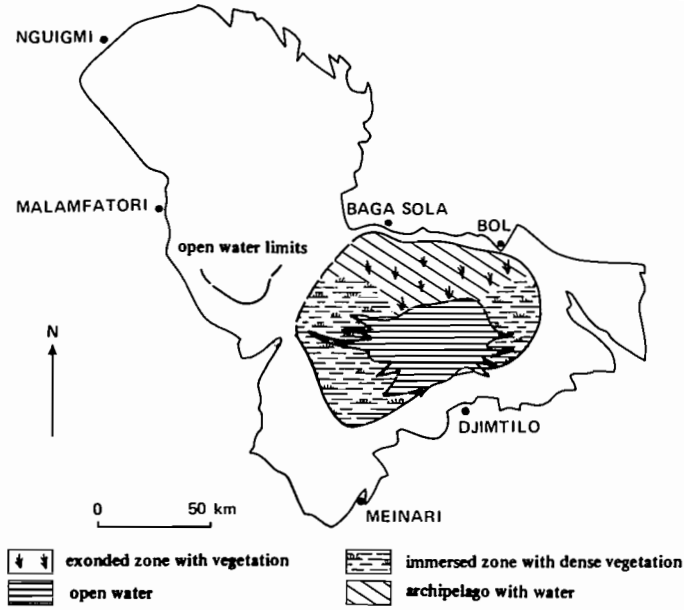 NGUIGMI
MALAMFATORI
BAGA SOLA
BOL
open water limits
N
DJIMTILO
0 50 km
MEINARI
exonded zone with vegetation
immersed zone with dense vegetation
open water
archipelago with water